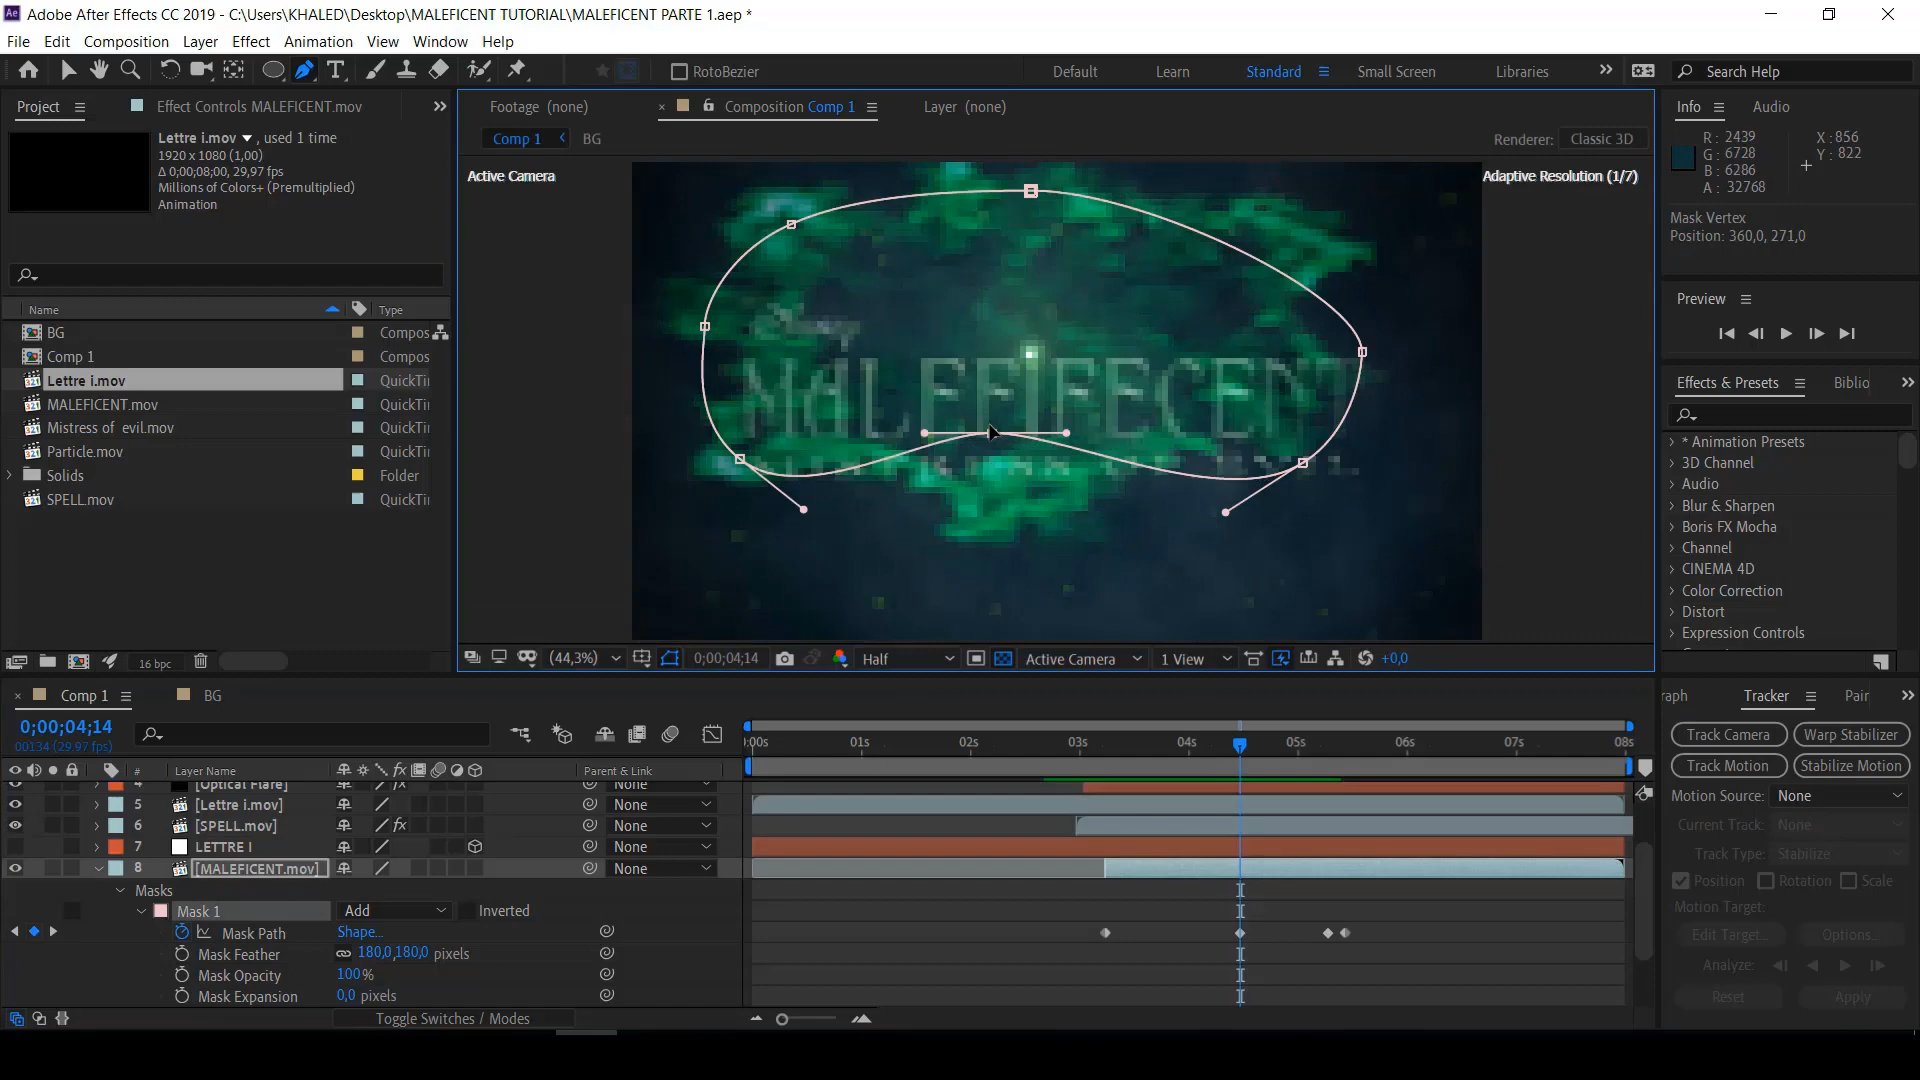 Adobe After Effects CC 2019 - C:\Users\KHALED\Desktop\MALEFICENT TUTORIAL\MALEFICENT PARTE 1.aep *
File Edit Composition Layer Effect Animation View Window Help
RotoBezier
Default Learn Standard Small Screen Libraries
Search Help
Project
Effect Controls MALEFICENT.mov
Footage (none)
Composition Comp 1
Layer (none)
Info Audio
Lettre i.mov , used 1 time
1920 x 1080 (1,00)
Δ 0;00;08;00, 29,97 fps
Millions of Colors+ (Premultiplied)
Animation
Comp 1 BG
Renderer: Classic 3D
Active Camera
Adaptive Resolution (1/7)
R: 2439
G: 6728
B: 6286
A: 32768
X: 856
Y: 822
Mask Vertex
Position: 360,0, 271,0
Preview
Name Type
BG Compos
Comp 1 Compos
Lettre i.mov QuickTi
MALEFICENT.mov QuickTi
Mistress of evil.mov QuickTi
Particle.mov QuickTi
Solids Folder
SPELL.mov QuickTi
16 bpc
Effects & Presets Biblio
* Animation Presets
3D Channel
Audio
Blur & Sharpen
Boris FX Mocha
Channel
CINEMA 4D
Color Correction
Distort
Expression Controls
(44,3%) 0;00;04;14 Half Active Camera 1 View +0,0
Comp 1 BG
0;00;04;14
00134 (29.97 fps)
:00s 01s 02s 03s 04s 05s 06s 07s 08s
# Layer Name Parent & Link
4 [Optical Flare] None
5 [Lettre i.mov] None
6 [SPELL.mov] None
7 LETTRE I None
8 [MALEFICENT.mov] None
Masks
Mask 1 Add Inverted
Mask Path Shape...
Mask Feather 180,0,180,0 pixels
Mask Opacity 100%
Mask Expansion 0,0 pixels
Toggle Switches / Modes
raph Tracker Pair
Track Camera Warp Stabilizer
Track Motion Stabilize Motion
Motion Source: None
Current Track: None
Track Type: Stabilize
Position Rotation Scale
Motion Target:
Edit Target... Options...
Analyze:
Reset Apply